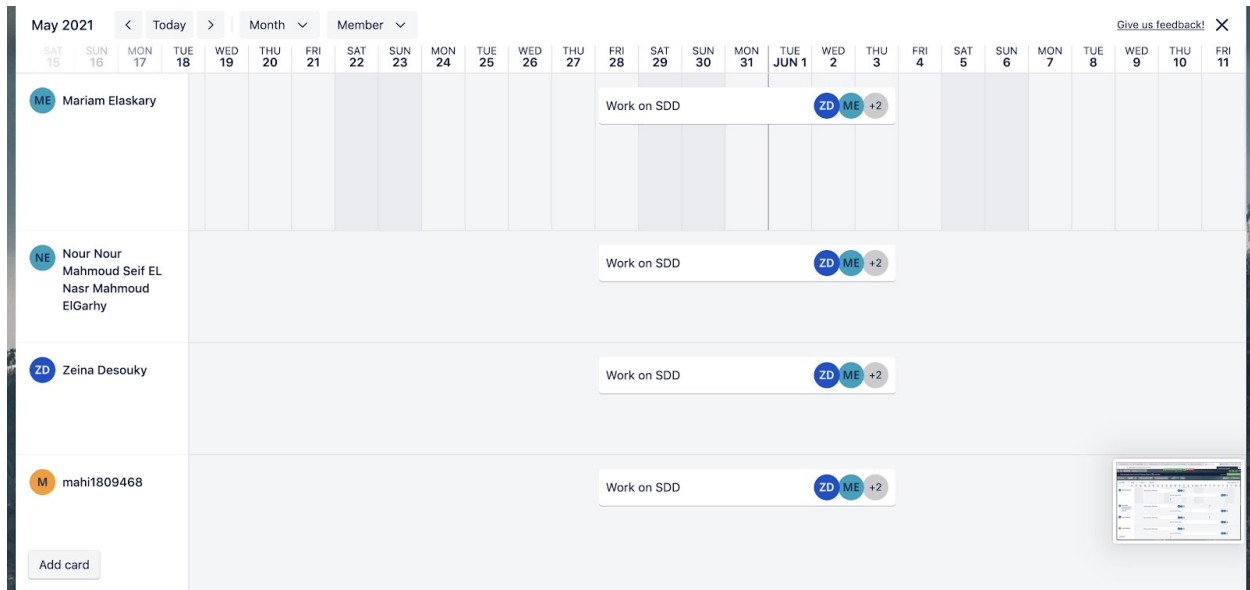 May 2021 < Today > Month Member Give us feedback!
SAT SUN MON TUE WED THU FRI SAT SUN MON TUE WED THU FRI SAT SUN MON TUE WED THU FRI SAT SUN MON TUE WED THU FRI
15 16 17 18 19 20 21 22 23 24 25 26 27 28 29 30 31 JUN 1 2 3 4 5 6 7 8 9 10 11
ME Mariam Elaskary Work on SDD ZD ME +2
NE Nour Nour
Mahmoud Seif EL
Nasr Mahmoud
ElGarhy
Work on SDD ZD ME +2
ZD Zeina Desouky Work on SDD ZD ME +2
M mahi1809468 Work on SDD ZD ME +2
Add card